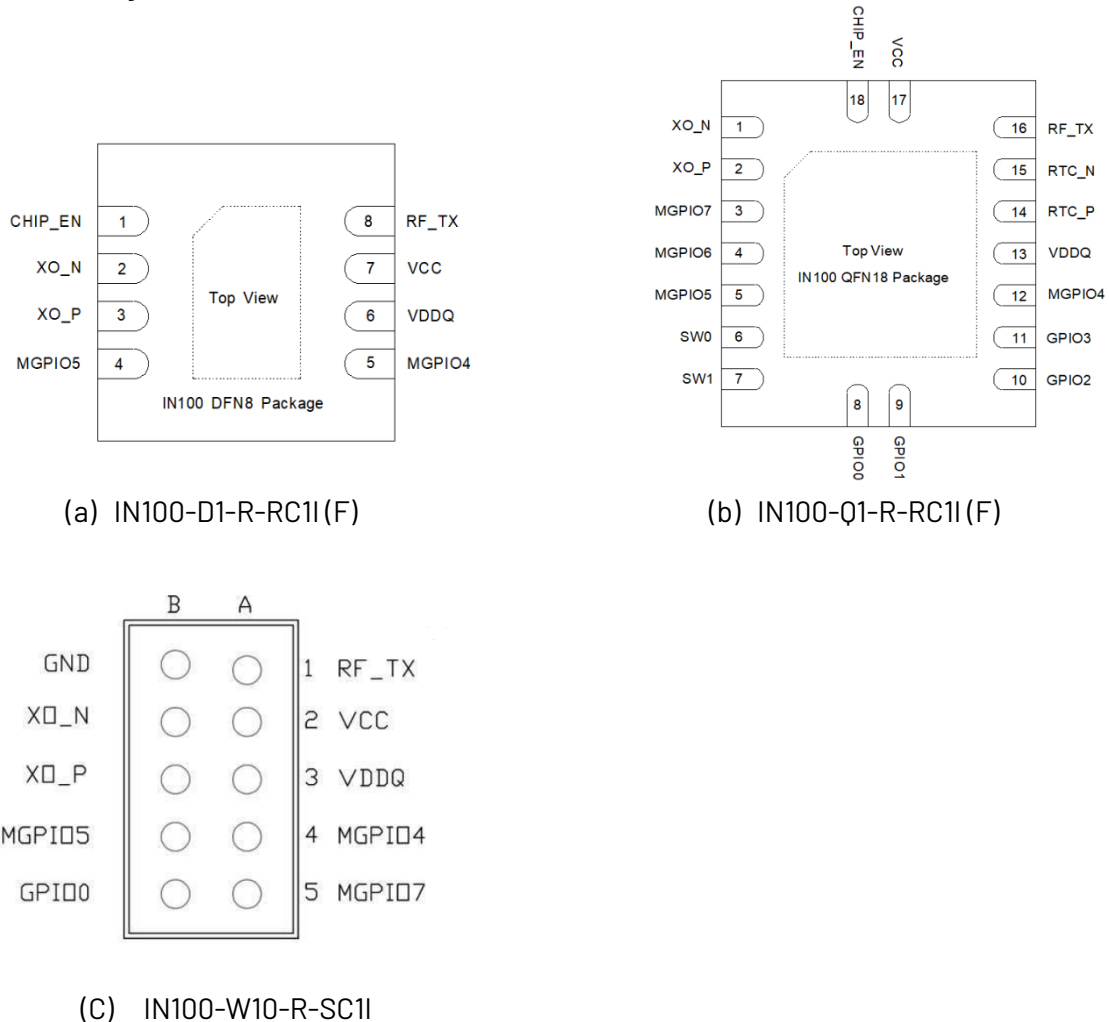 CHIP_EN 1
XO_N 2
XO_P 3
MGPIO5 4
8 RF_TX
7 VCC
6 VDDQ
5 MGPIO4
Top View
IN100 DFN8 Package
(a) IN100-D1-R-RC1I (F)
CHIP_EN
VCC
18 17
XO_N 1
XO_P 2
MGPIO7 3
MGPIO6 4
MGPIO5 5
SW0 6
SW1 7
16 RF_TX
15 RTC_N
14 RTC_P
13 VDDQ
12 MGPIO4
11 GPIO3
10 GPIO2
Top View
IN100 QFN18 Package
8 9
GPIO0
GPIO1
(b) IN100-Q1-R-RC1I (F)
B A
GND 1 RF_TX
XO_N 2 VCC
XO_P 3 VDDQ
MGPIO5 4 MGPIO4
GPIO0 5 MGPIO7
(C) IN100-W10-R-SC1I